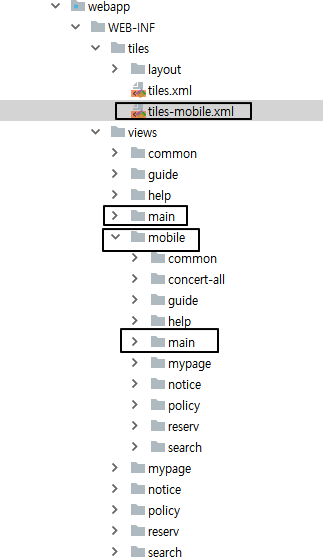 webapp
WEB-INF
tiles
layout
tiles.xml
tiles-mobile.xml
views
common
guide
help
main
mobile
common
concert-all
guide
help
main
mypage
notice
policy
reserv
search
mypage
notice
policy
reserv
search